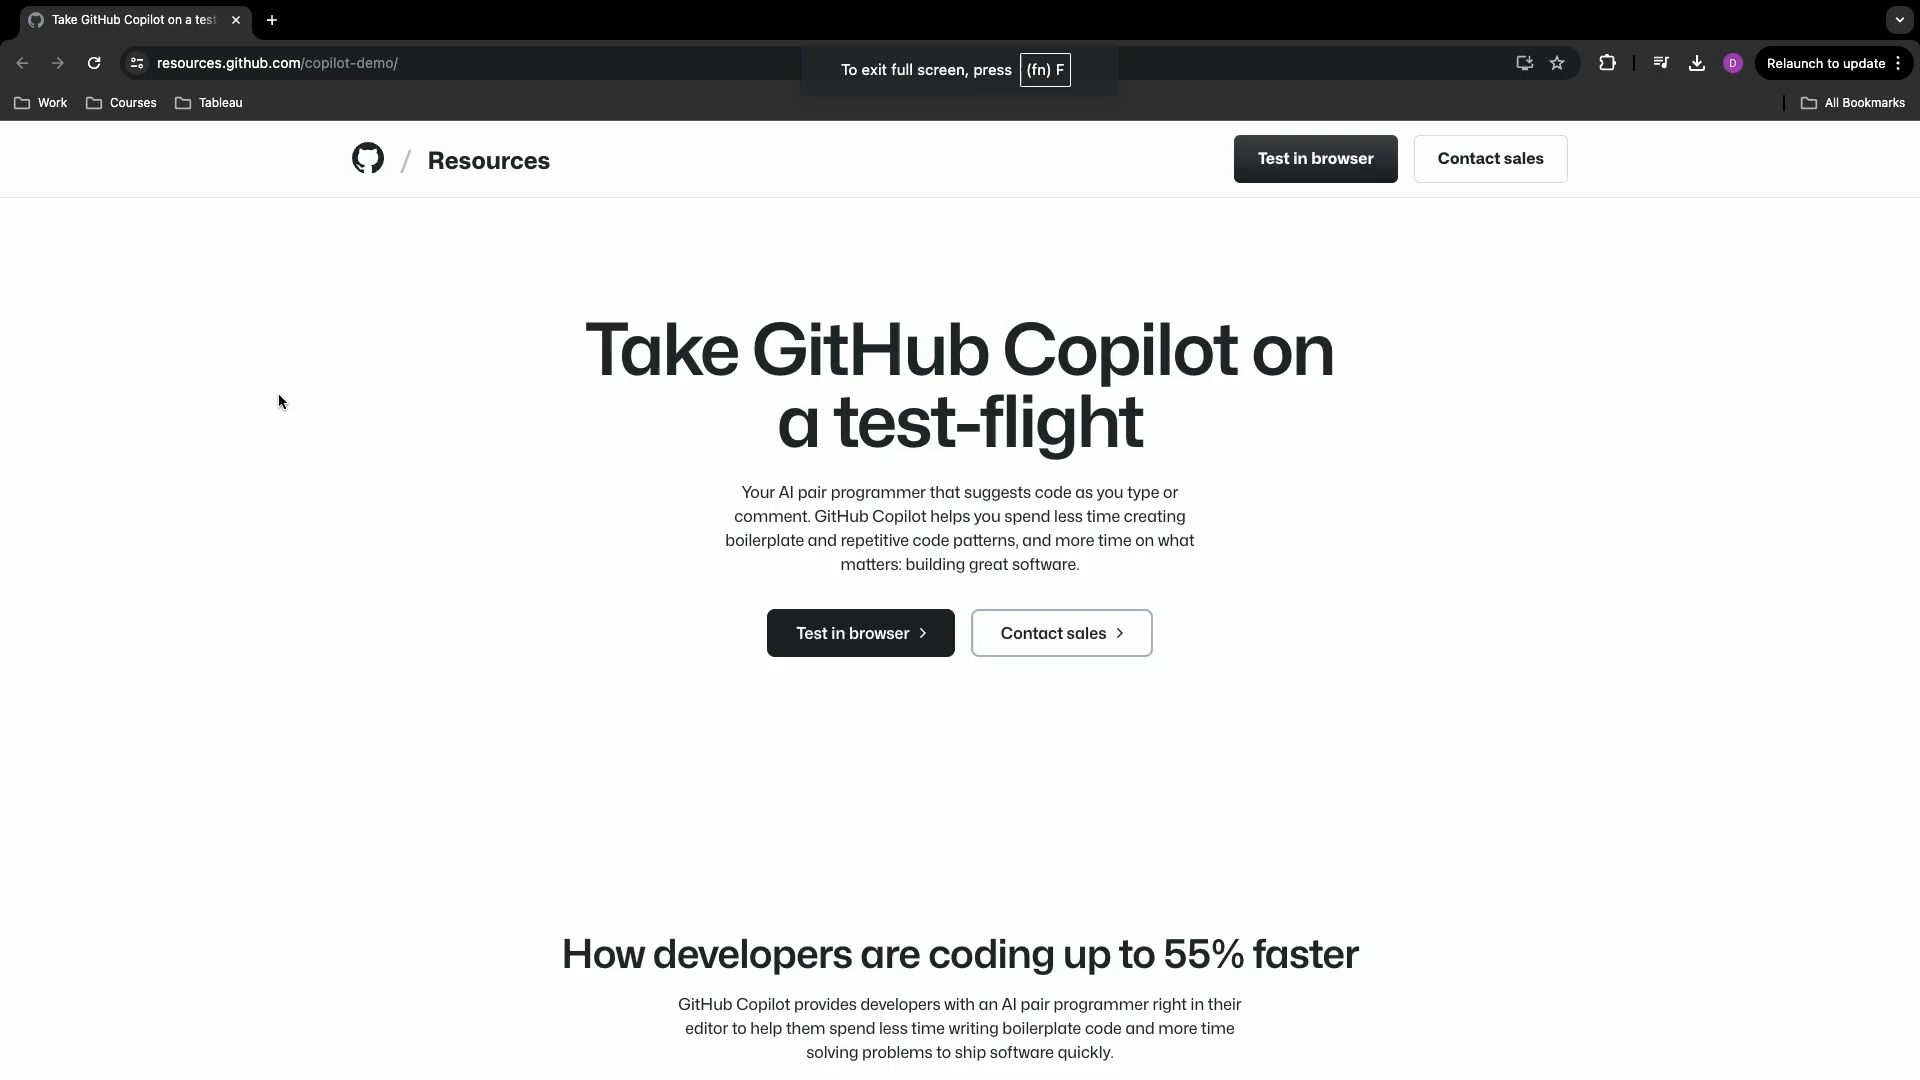 Take GitHub Copilot on a test
resources.github.com/copilot-demo/
To exit full screen, press (fn) F
D
Relaunch to update
Work
Courses
Tableau
All Bookmarks
/ Resources
Test in browser
Contact sales
Take GitHub Copilot on
a test-flight
Your AI pair programmer that suggests code as you type or
comment. GitHub Copilot helps you spend less time creating
boilerplate and repetitive code patterns, and more time on what
matters: building great software.
Test in browser
Contact sales
How developers are coding up to 55% faster
GitHub Copilot provides developers with an AI pair programmer right in their
editor to help them spend less time writing boilerplate code and more time
solving problems to ship software quickly.